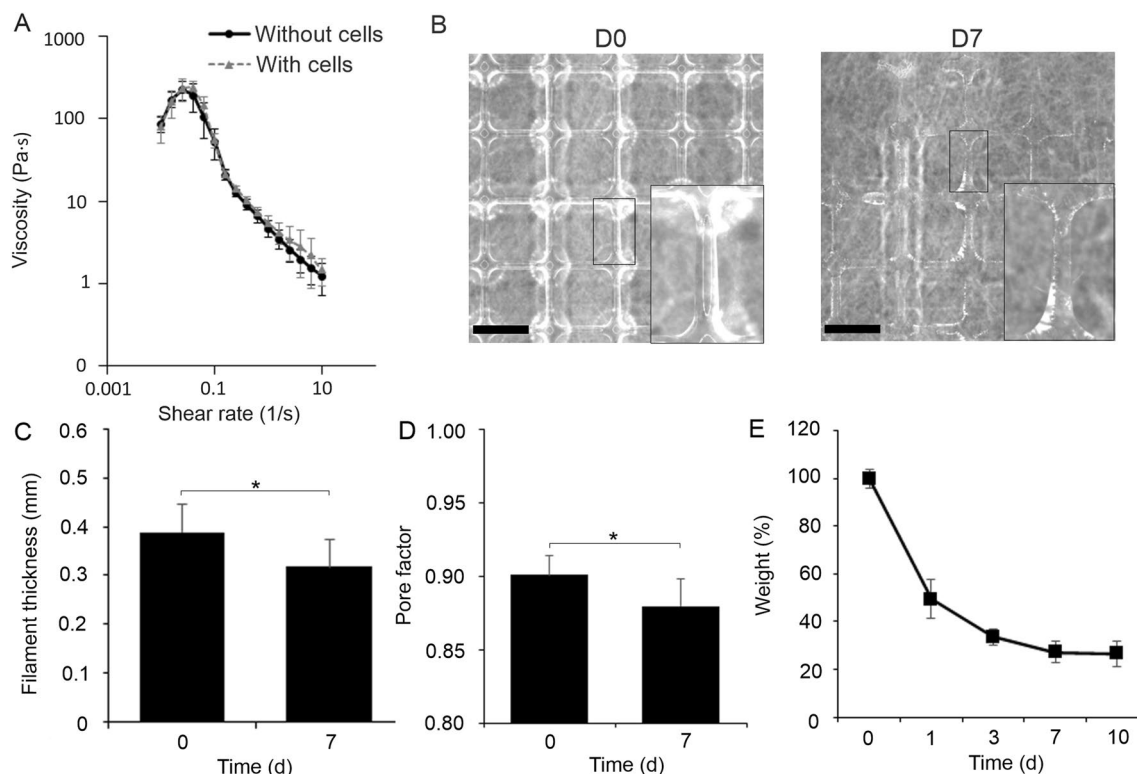 A
Without cells
With cells
1000
100
10
1
0
Viscosity (Pa·s)
0.001
0.1
10
Shear rate (1/s)
B
D0
D7
C
0.6
0.5
0.4
0.3
0.2
0.1
0
Filament thickness (mm)
*
0
7
Time (d)
D
1.00
0.95
0.90
0.85
0.80
Pore factor
*
0
7
Time (d)
E
120
100
80
60
40
20
0
Weight (%)
0
1
3
7
10
Time (d)